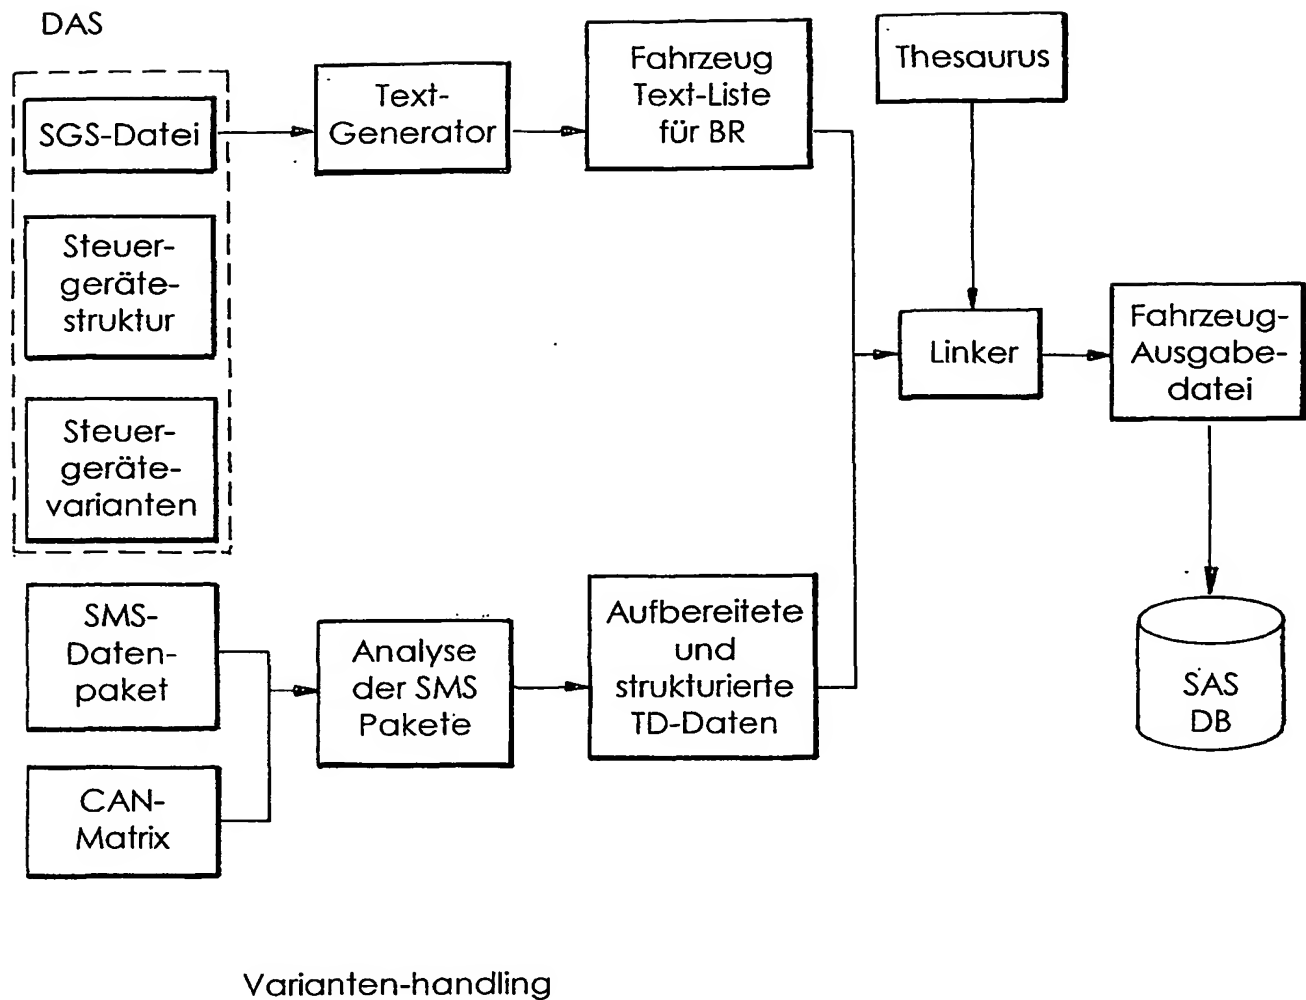 DAS
SGS-Datei
Steuer-
geräte-
struktur
Steuer-
geräte-
varianten
SMS-
Daten-
paket
CAN-
Matrix
Text-
Generator
Analyse
der SMS
Pakete
Fahrzeug
Text-Liste
für BR
Aufbereitete
und
strukturierte
TD-Daten
Thesaurus
Linker
Fahrzeug-
Ausgabe-
datei
SAS
DB
Varianten-handling